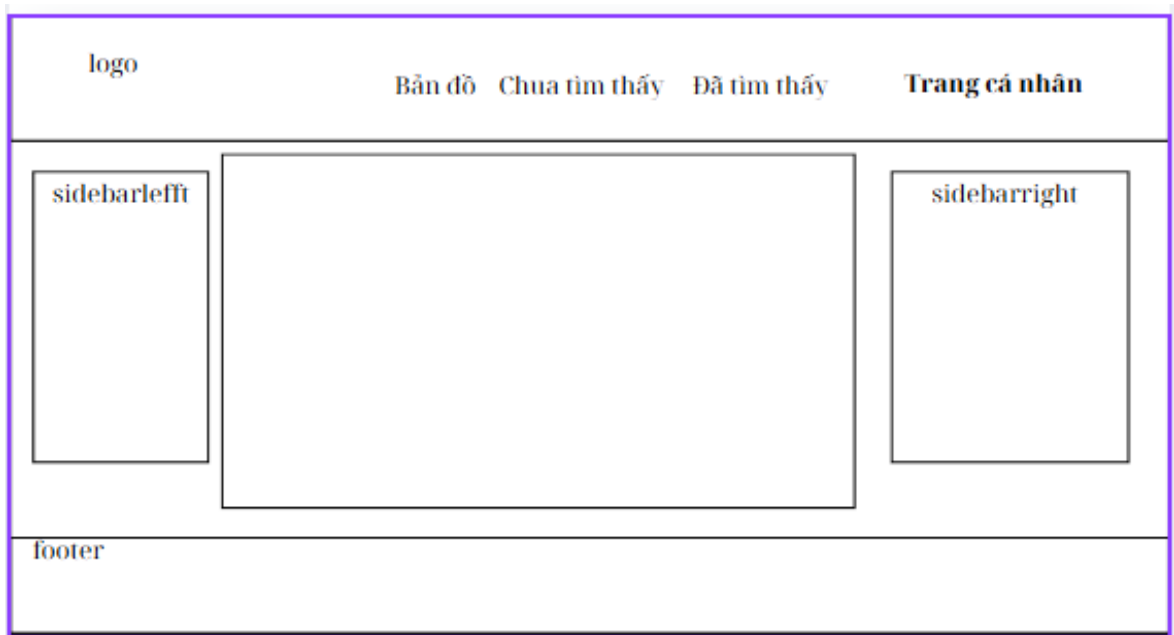 logo
Bản đồ Chua tìm thấy Đã tìm thấy Trang cá nhân
sidebarlefft sidebarright
footer